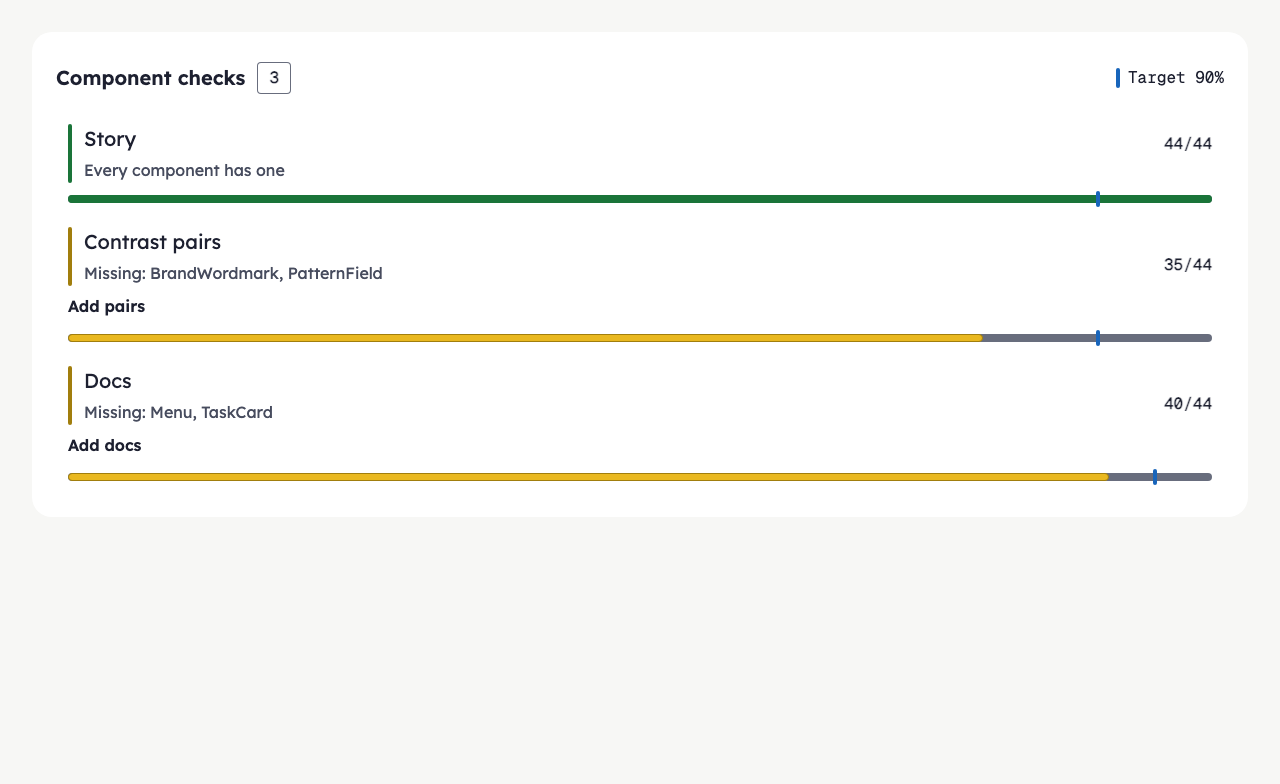 Component checks 3
Target 90%
Story
44/44
Every component has one
Contrast pairs
35/44
Missing: BrandWordmark, PatternField
Add pairs
Docs
40/44
Missing: Menu, TaskCard
Add docs